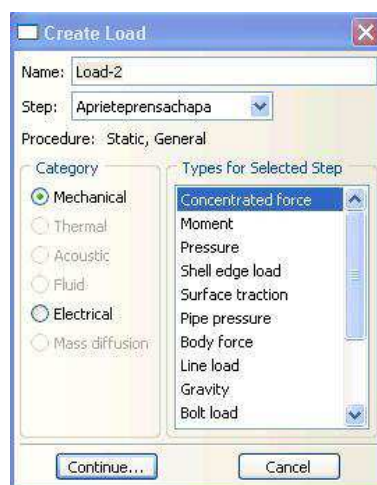 Create Load
Name: Load-2
Step: Aprieteprensachapa
Procedure: Static, General
Category
Mechanical
Thermal
Acoustic
Fluid
Electrical
Mass diffusion
Types for Selected Step
Concentrated force
Moment
Pressure
Shell edge load
Surface traction
Pipe pressure
Body force
Line load
Gravity
Bolt load
Continue...
Cancel